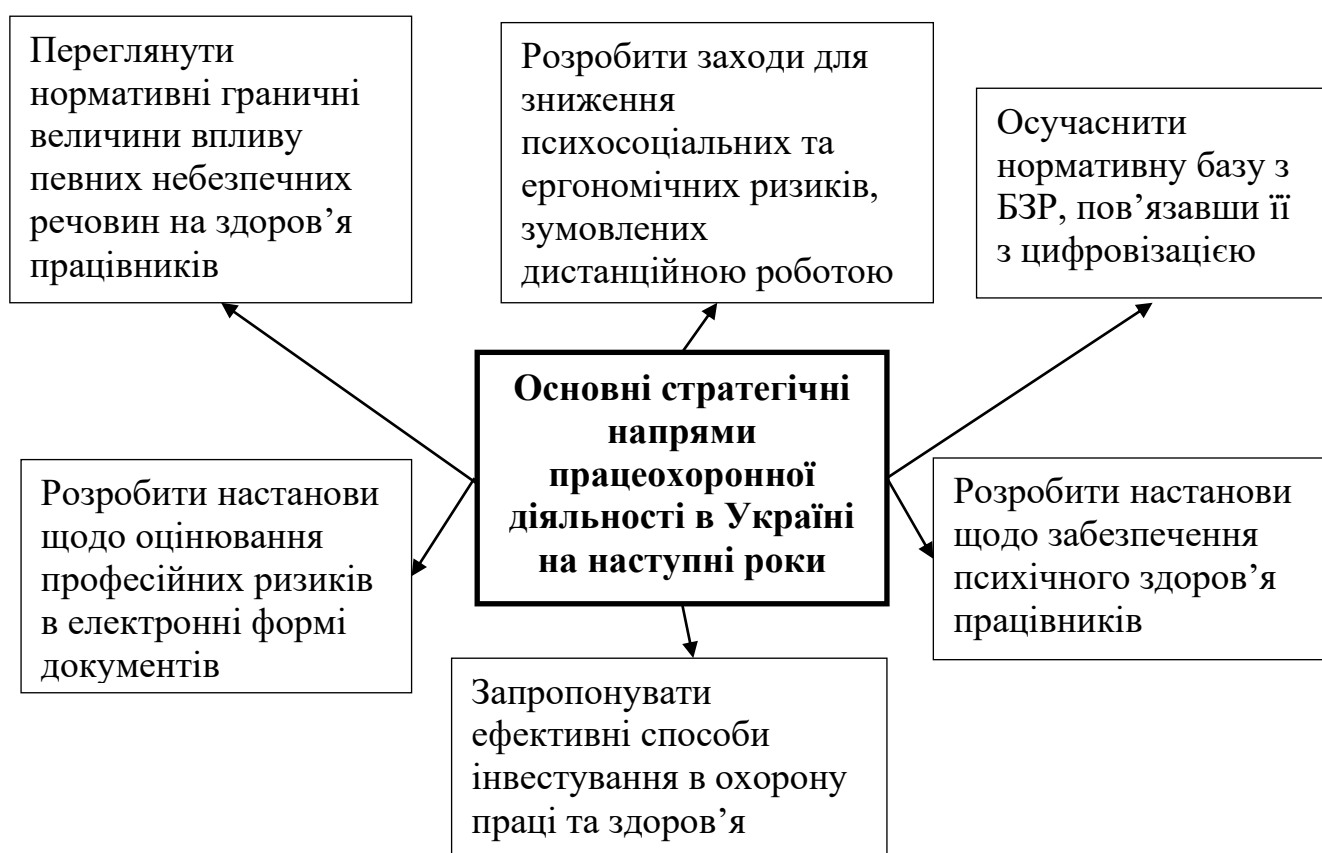 Переглянути
нормативні граничні
величини впливу
певних небезпечних
речовин на здоров’я
працівників
Розробити заходи для
зниження
психосоціальних та
ергономічних ризиків,
зумовлених
дистанційною роботою
Осучаснити
нормативну базу з
БЗР, пов’язавши її
з цифровізацією
Основні стратегічні
напрями
працеохоронної
діяльності в Україні
на наступні роки
Розробити настанови
щодо оцінювання
професійних ризиків
в електронні формі
документів
Розробити настанови
щодо забезпечення
психічного здоров’я
працівників
Запропонувати
ефективні способи
інвестування в охорону
праці та здоров’я